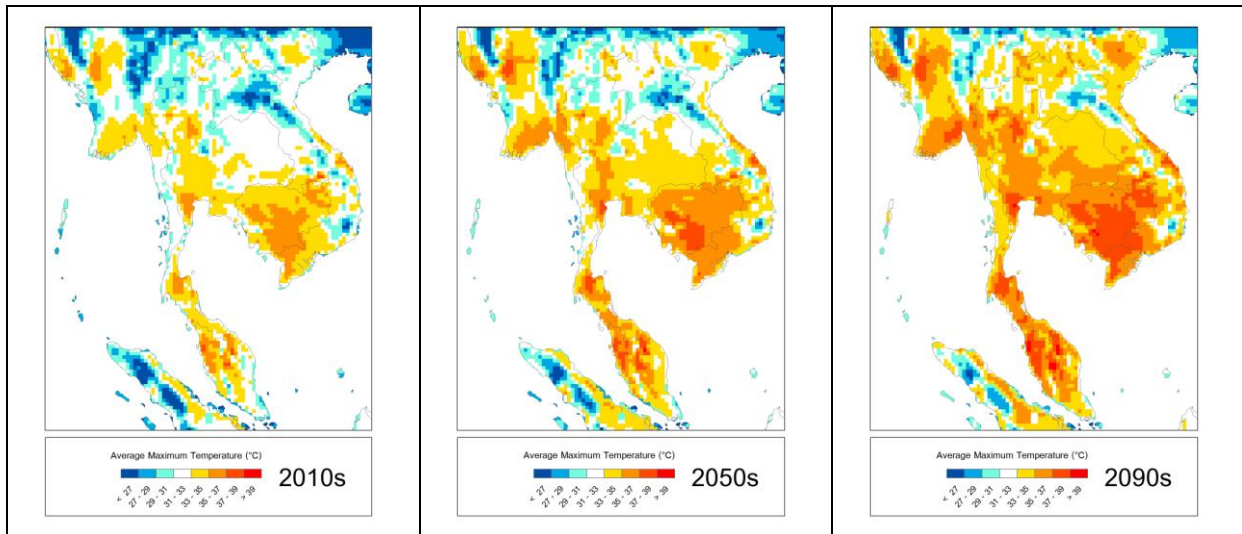 Average Maximum Temperature (°C)
2010s
< 27
27 - 29
29 - 31
31 - 33
33 - 35
35 - 37
37 - 39
> 39
Average Maximum Temperature (°C)
2050s
< 27
27 - 29
29 - 31
31 - 33
33 - 35
35 - 37
37 - 39
> 39
Average Maximum Temperature (°C)
2090s
< 27
27 - 29
29 - 31
31 - 33
33 - 35
35 - 37
37 - 39
> 39